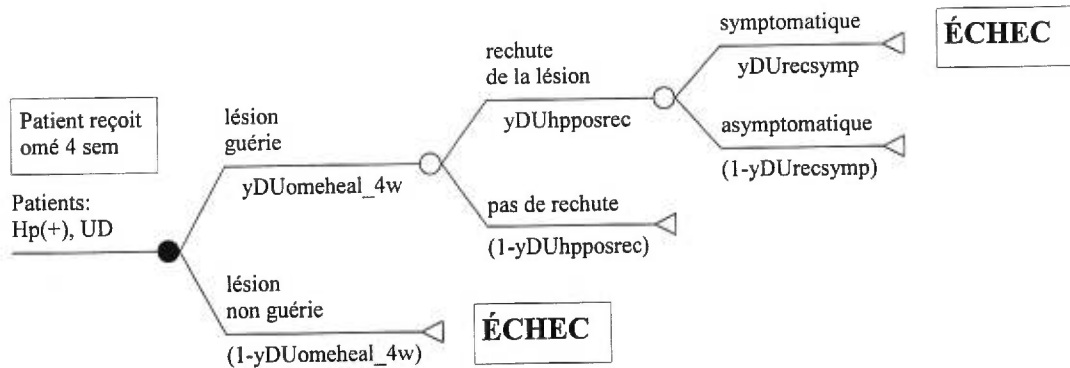 symptomatique
ÉCHEC
yDUrecsymp
rechute
de la lésion
yDUhpposrec
asymptomatique
(1-yDUrecsymp)
Patient reçoit
omé 4 sem
lésion
guérie
yDUomeheal_4w
Patients:
Hp(+), UD
pas de rechute
(1-yDUhpposrec)
lésion
non guérie
ÉCHEC
(1-yDUomeheal_4w)